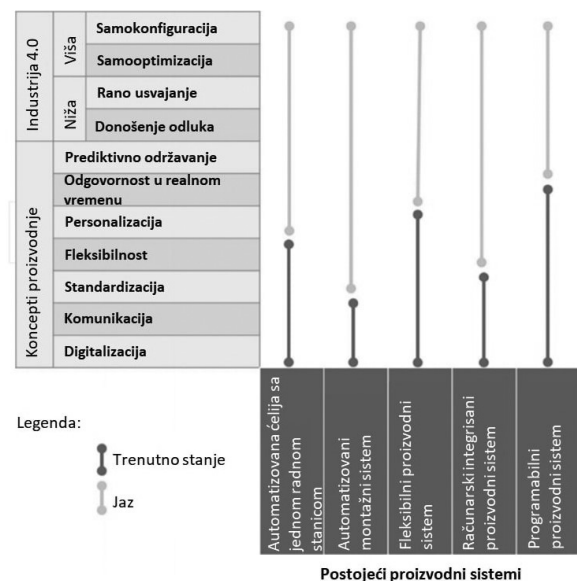 Industrija 4.0
Viša
Samokonfiguracija
Samooptimizacija
Niža
Rano usvajanje
Donošenje odluka
Koncepti proizvodnje
Prediktivno održavanje
Odgovornost u realnom
vremenu
Personalizacija
Fleksibilnost
Standardizacija
Komunikacija
Digitalizacija
Automatizovana ćelija sa
jednom radnom
stanicom
Automatizovani
montažni sistem
Fleksibilni proizvodni
sistem
Računarski integrisani
proizvodni sistem
Programabilni
proizvodni sistem
Legenda:
Trenutno stanje
Jaz
Postojeći proizvodni sistemi